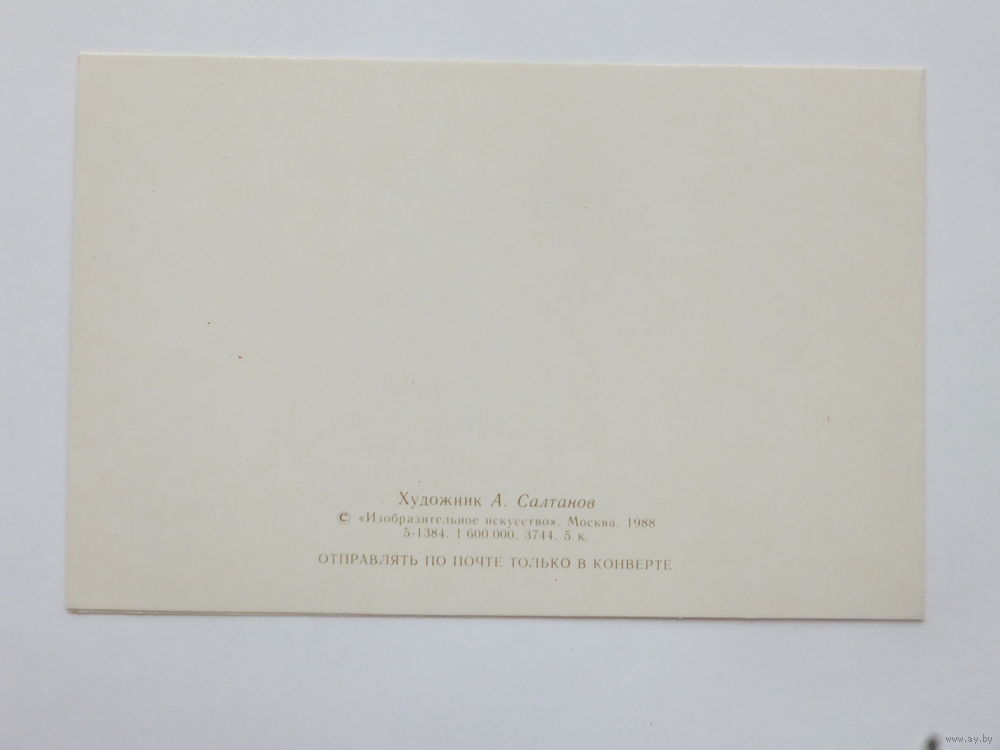 Художник А. Салтанов
© «Изобразительное искусство». Москва. 1988
5-1384. 1 600 000. 3744. 5 к.
ОТПРАВЛЯТЬ ПО ПОЧТЕ ТОЛЬКО В КОНВЕРТЕ
www.ay.by